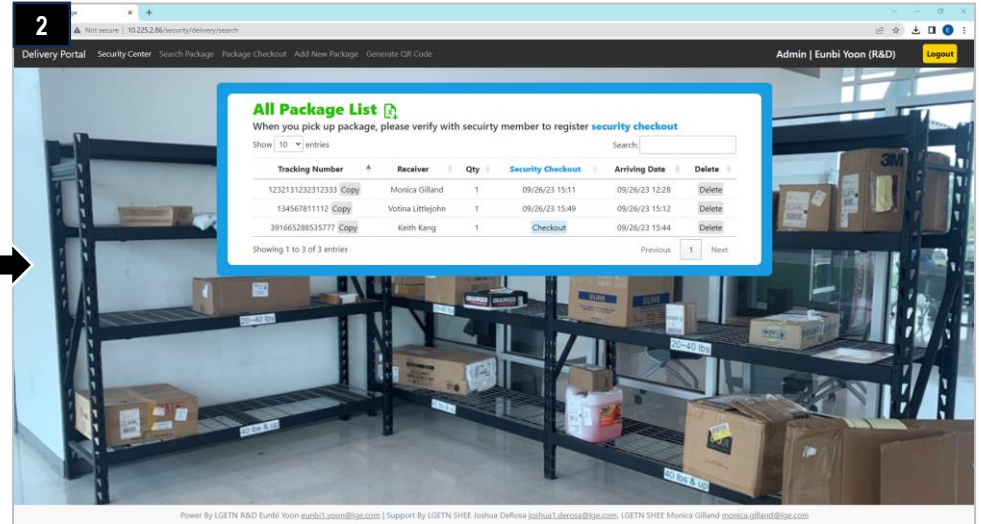 2
Not secure | 10.225.2.86/security/delivery/search
Delivery Portal Security Center Search Package Package Checkout Add New Package Generate QR Code Admin | Eunbi Yoon (R&D) Logout
All Package List
When you pick up package, please verify with secuirty member to register security checkout
Show 10 entries Search:
Tracking Number Receiver Qty Security Checkout Arriving Date Delete
1232131232312333 Copy Monica Gilland 1 09/26/23 15:11 09/26/23 12:28 Delete
134567811112 Copy Votina Littlejohn 1 09/26/23 15:49 09/26/23 15:12 Delete
391665288535777 Copy Keith Kang 1 Checkout 09/26/23 15:44 Delete
Showing 1 to 3 of 3 entries Previous 1 Next
3M
GRAINGER GRAINGER
ULINE ULINE
20~40 lbs
20~40 lbs
40 lbs & up
40 lbs & up
Power By LGETN R&D Eunbi Yoon eunbi1.yoon@lge.com | Support By LGETN SHEE Joshua DeRosa joshua1.derosa@lge.com, LGETN SHEE Monica Gilland monica.gilland@lge.com